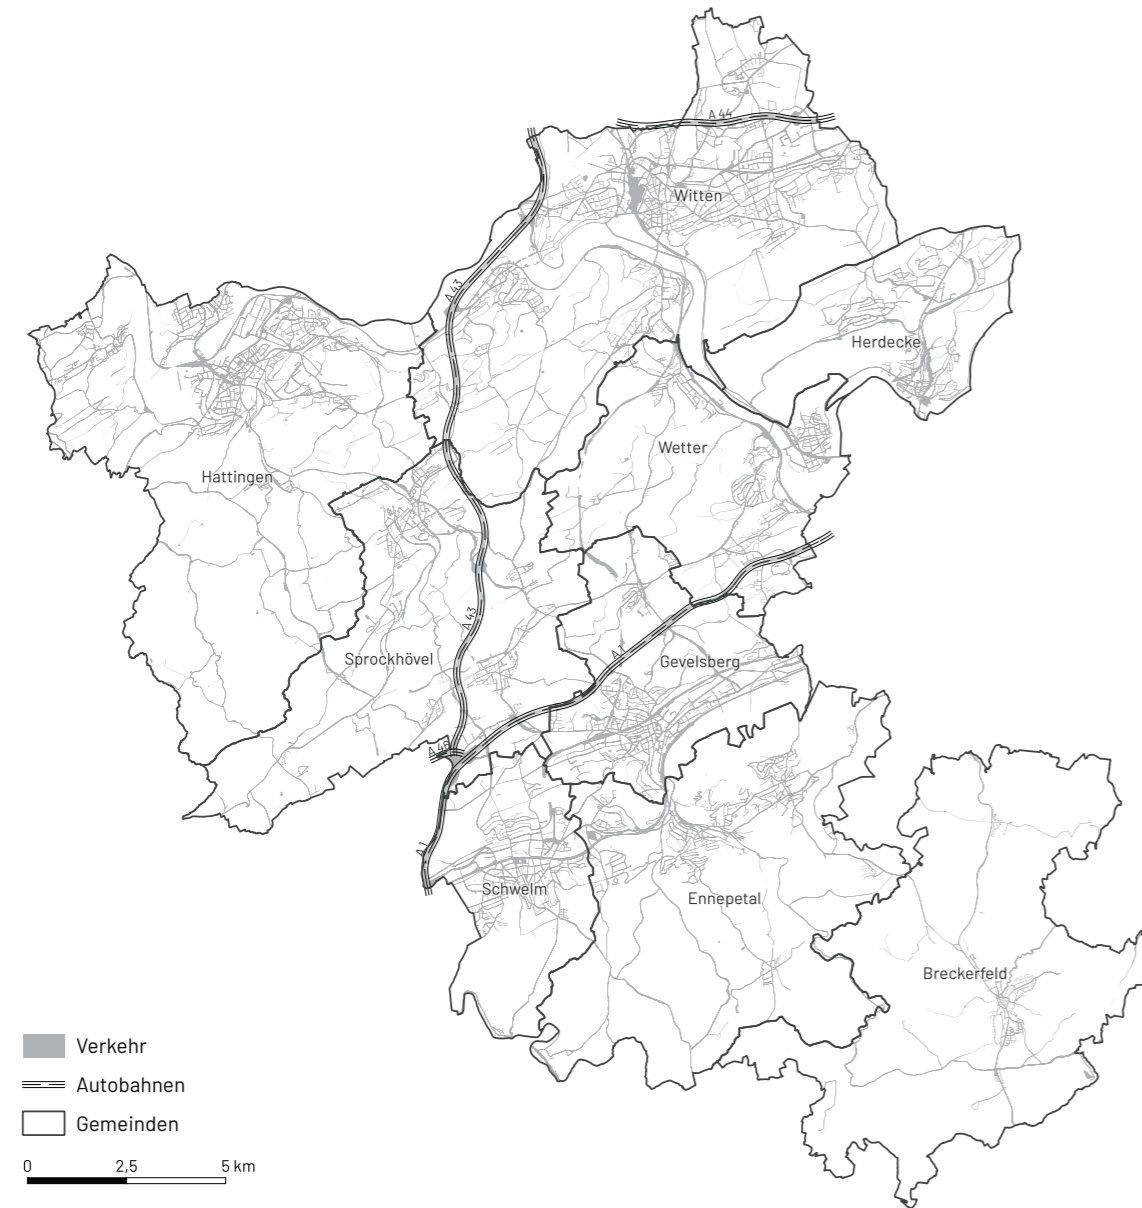 A 44
Witten
A 43
Herdecke
Wetter
Hattingen
A 43
Sprockhövel
A 1
Gevelsberg
A 46
A 1
Schwelm
Ennepetal
Breckerfeld
Verkehr
Autobahnen
Gemeinden
0 2,5 5 km